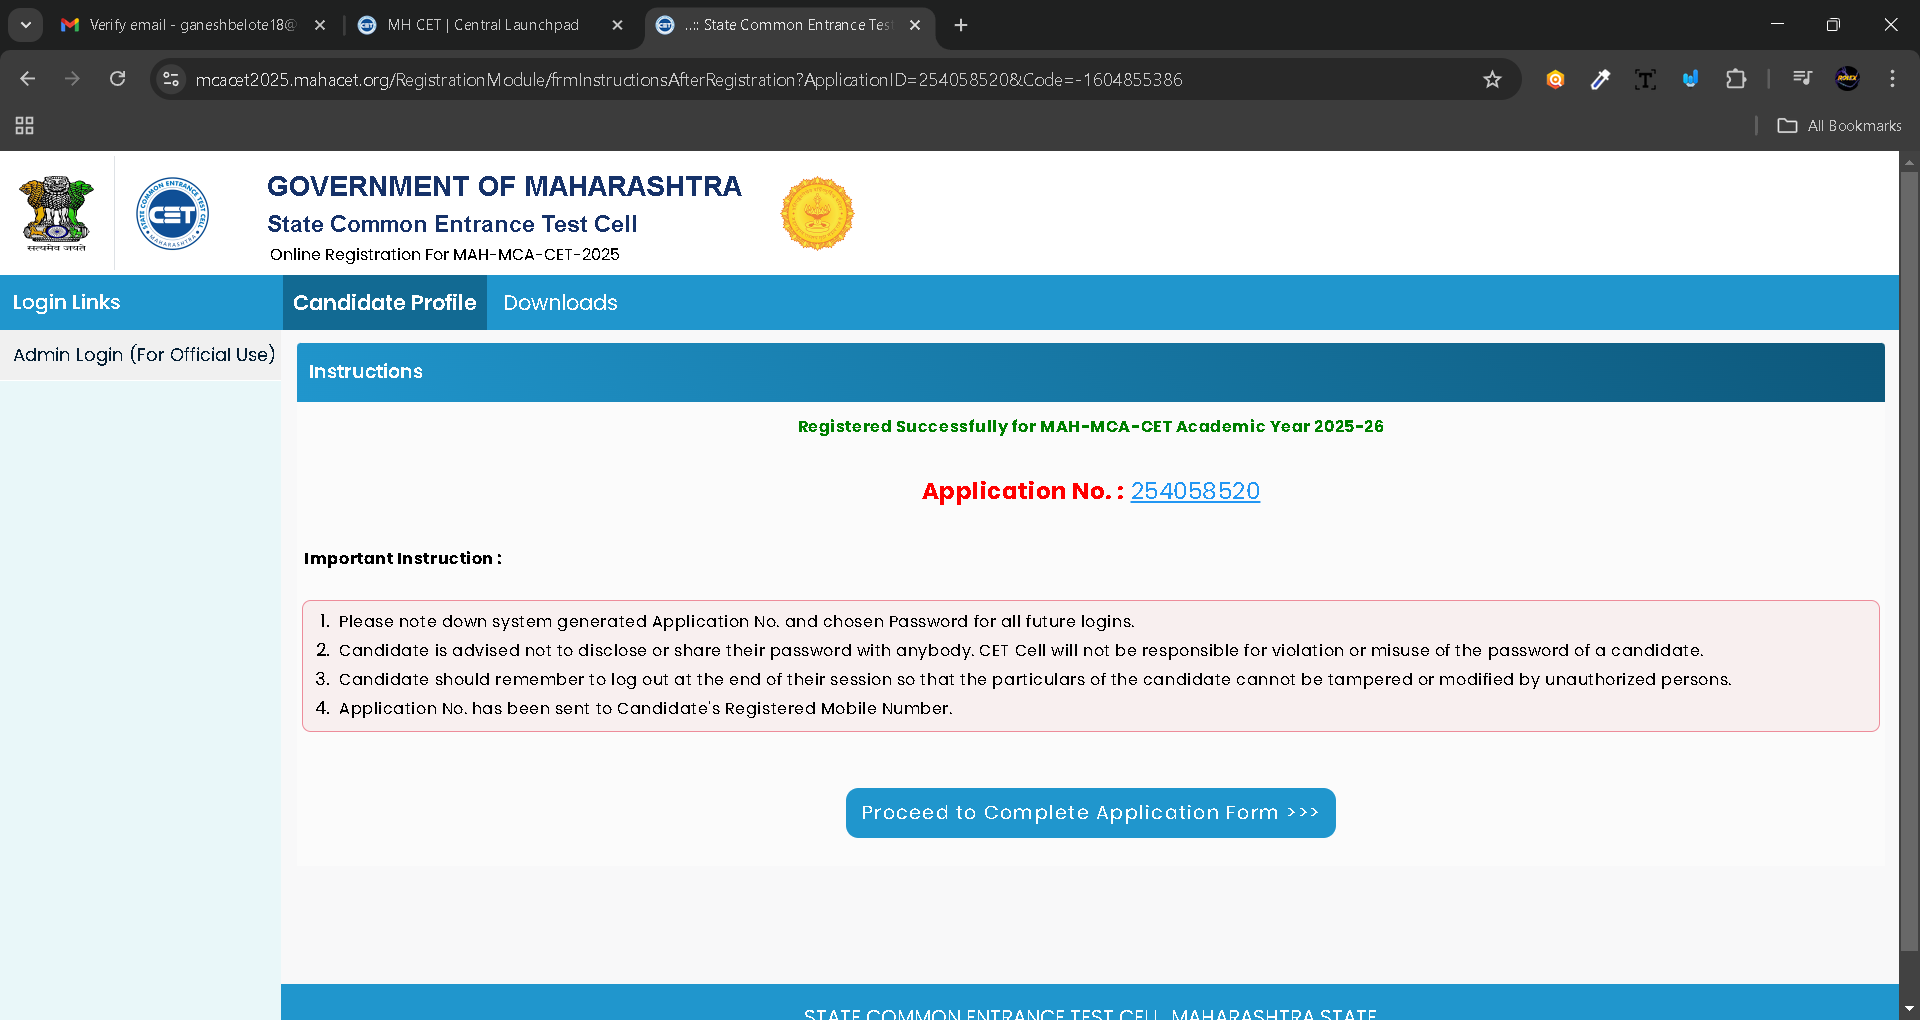 Verify email - ganeshbelote18@
MH CET | Central Launchpad
..:: State Common Entrance Tes
mcacet2025.mahacet.org/RegistrationModule/frmInstructionsAfterRegistration?ApplicationID=254058520&Code=-1604855386
All Bookmarks
सत्यमेव जयते
STATE COMMON ENTRANCE TEST CELL
CET
MAHARASHTRA
GOVERNMENT OF MAHARASHTRA
State Common Entrance Test Cell
Online Registration For MAH-MCA-CET-2025
Login Links
Candidate Profile
Downloads
Admin Login (For Official Use)
Instructions
Registered Successfully for MAH-MCA-CET Academic Year 2025-26
Application No. : 254058520
Important Instruction :
1. Please note down system generated Application No. and chosen Password for all future logins.
2. Candidate is advised not to disclose or share their password with anybody. CET Cell will not be responsible for violation or misuse of the password of a candidate.
3. Candidate should remember to log out at the end of their session so that the particulars of the candidate cannot be tampered or modified by unauthorized persons.
4. Application No. has been sent to Candidate's Registered Mobile Number.
Proceed to Complete Application Form >>>
STATE COMMON ENTRANCE TEST CELL, MAHARASHTRA STATE